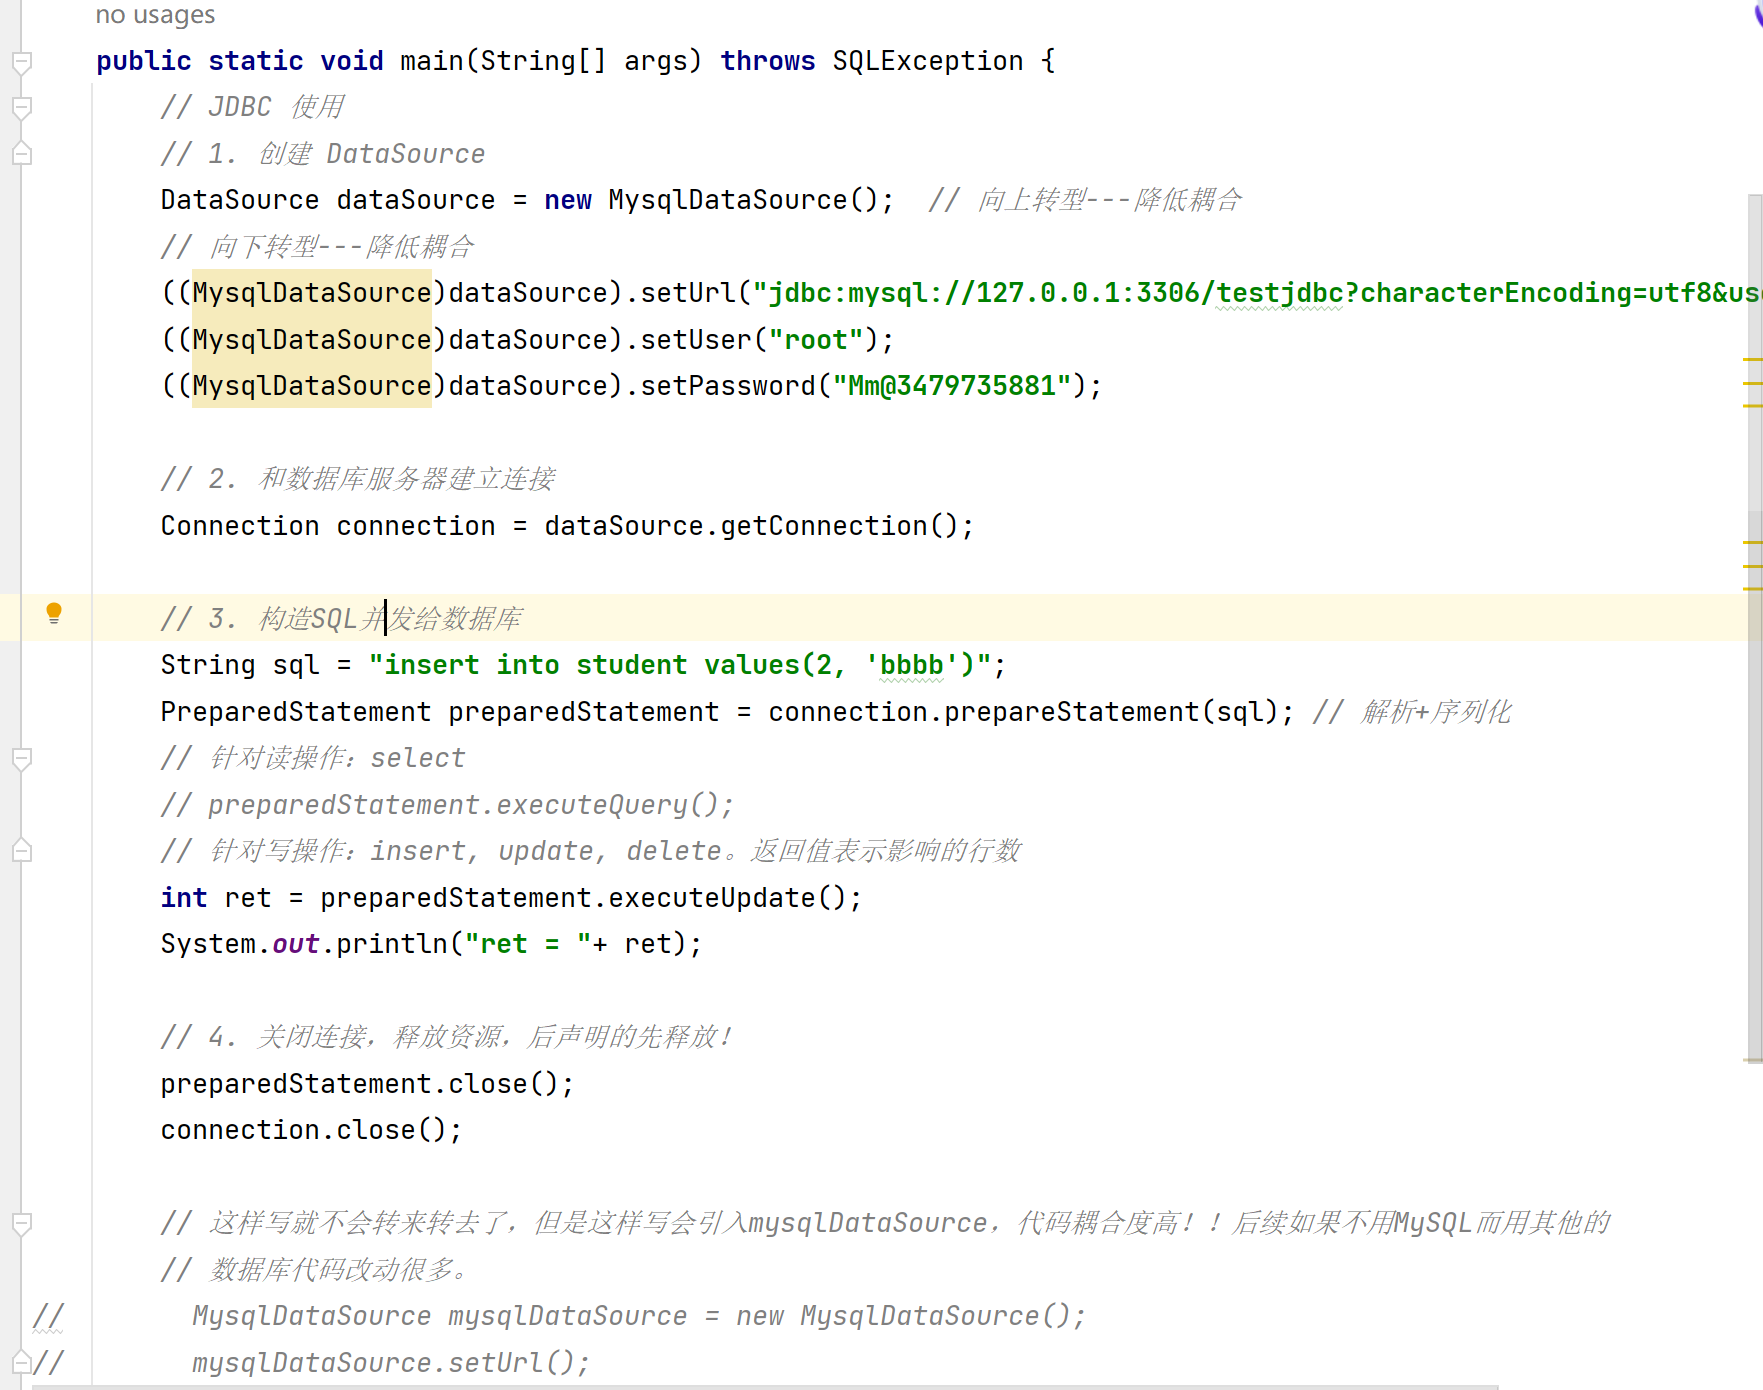 no usages
public static void main(String[] args) throws SQLException {
// JDBC 使用
// 1. 创建 DataSource
DataSource dataSource = new MysqlDataSource();  // 向上转型---降低耦合
// 向下转型---降低耦合
((MysqlDataSource)dataSource).setUrl("jdbc:mysql://127.0.0.1:3306/testjdbc?characterEncoding=utf8&us
((MysqlDataSource)dataSource).setUser("root");
((MysqlDataSource)dataSource).setPassword("Mm@3479735881");
// 2. 和数据库服务器建立连接
Connection connection = dataSource.getConnection();
// 3. 构造SQL并发给数据库
String sql = "insert into student values(2, 'bbbb')";
PreparedStatement preparedStatement = connection.prepareStatement(sql); // 解析+序列化
// 针对读操作：select
// preparedStatement.executeQuery();
// 针对写操作：insert, update, delete。返回值表示影响的行数
int ret = preparedStatement.executeUpdate();
System.out.println("ret = "+ ret);
// 4. 关闭连接，释放资源，后声明的先释放！
preparedStatement.close();
connection.close();
// 这样写就不会转来转去了，但是这样写会引入mysqlDataSource，代码耦合度高！！后续如果不用MySQL而用其他的
// 数据库代码改动很多。
// MysqlDataSource mysqlDataSource = new MysqlDataSource();
// mysqlDataSource.setUrl();